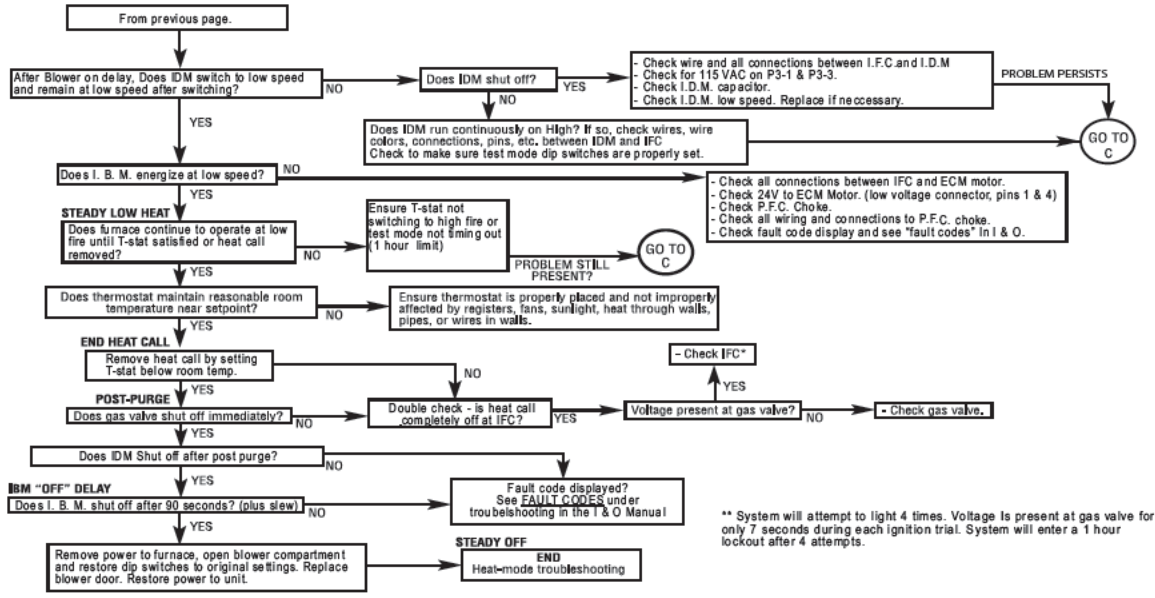 From previous page.
After Blower on delay, Does IDM switch to low speed
and remain at low speed after switching?
NO
Does IDM shut off?
YES
- Check wire and all connections between I.F.C.and I.D.M
- Check for 115 VAC on P3-1 & P3-3.
- Check I.D.M. capacitor.
- Check I.D.M. low speed. Replace if neccessary.
PROBLEM PERSISTS
NO
YES
Does IDM run continuously on High? If so, check wires, wire
colors, connections, pins, etc. between IDM and IFC
Check to make sure test mode dip switches are properly set.
GO TO
C
Does I. B. M. energize at low speed?
NO
YES
- Check all connections between IFC and ECM motor.
- Check 24V to ECM Motor. (low voltage connector, pins 1 & 4)
- Check P.F.C. Choke.
- Check all wiring and connections to P.F.C. choke.
- Check fault code display and see "fault codes" In I & O.
STEADY LOW HEAT
Does furnace continue to operate at low
fire until T-stat satisfied or heat call
removed?
NO
Ensure T-stat not
switching to high fire or
test mode not timing out
(1 hour limit)
PROBLEM STILL
PRESENT?
GO TO
C
YES
Does thermostat maintain reasonable room
temperature near setpoint?
NO
Ensure thermostat is properly placed and not improperly
affected by registers, fans, sunlight, heat through walls,
pipes, or wires in walls.
YES
END HEAT CALL
Remove heat call by setting
T-stat below room temp.
NO
- Check IFC*
YES
YES
POST-PURGE
Does gas valve shut off immediately?
NO
Double check - is heat call
completely off at IFC?
YES
Voltage present at gas valve?
NO
- Check gas valve.
YES
Does IDM Shut off after post purge?
NO
YES
IBM "OFF" DELAY
Does I. B. M. shut off after 90 seconds? (plus slew)
NO
Fault code displayed?
See FAULT CODES under
troubelshooting in the I & O Manual
YES
Remove power to furnace, open blower compartment
and restore dip switches to original settings. Replace
blower door. Restore power to unit.
STEADY OFF
END
Heat-mode troubleshooting
** System will attempt to light 4 times. Voltage Is present at gas valve for
only 7 seconds during each ignition trial. System will enter a 1 hour
lockout after 4 attempts.